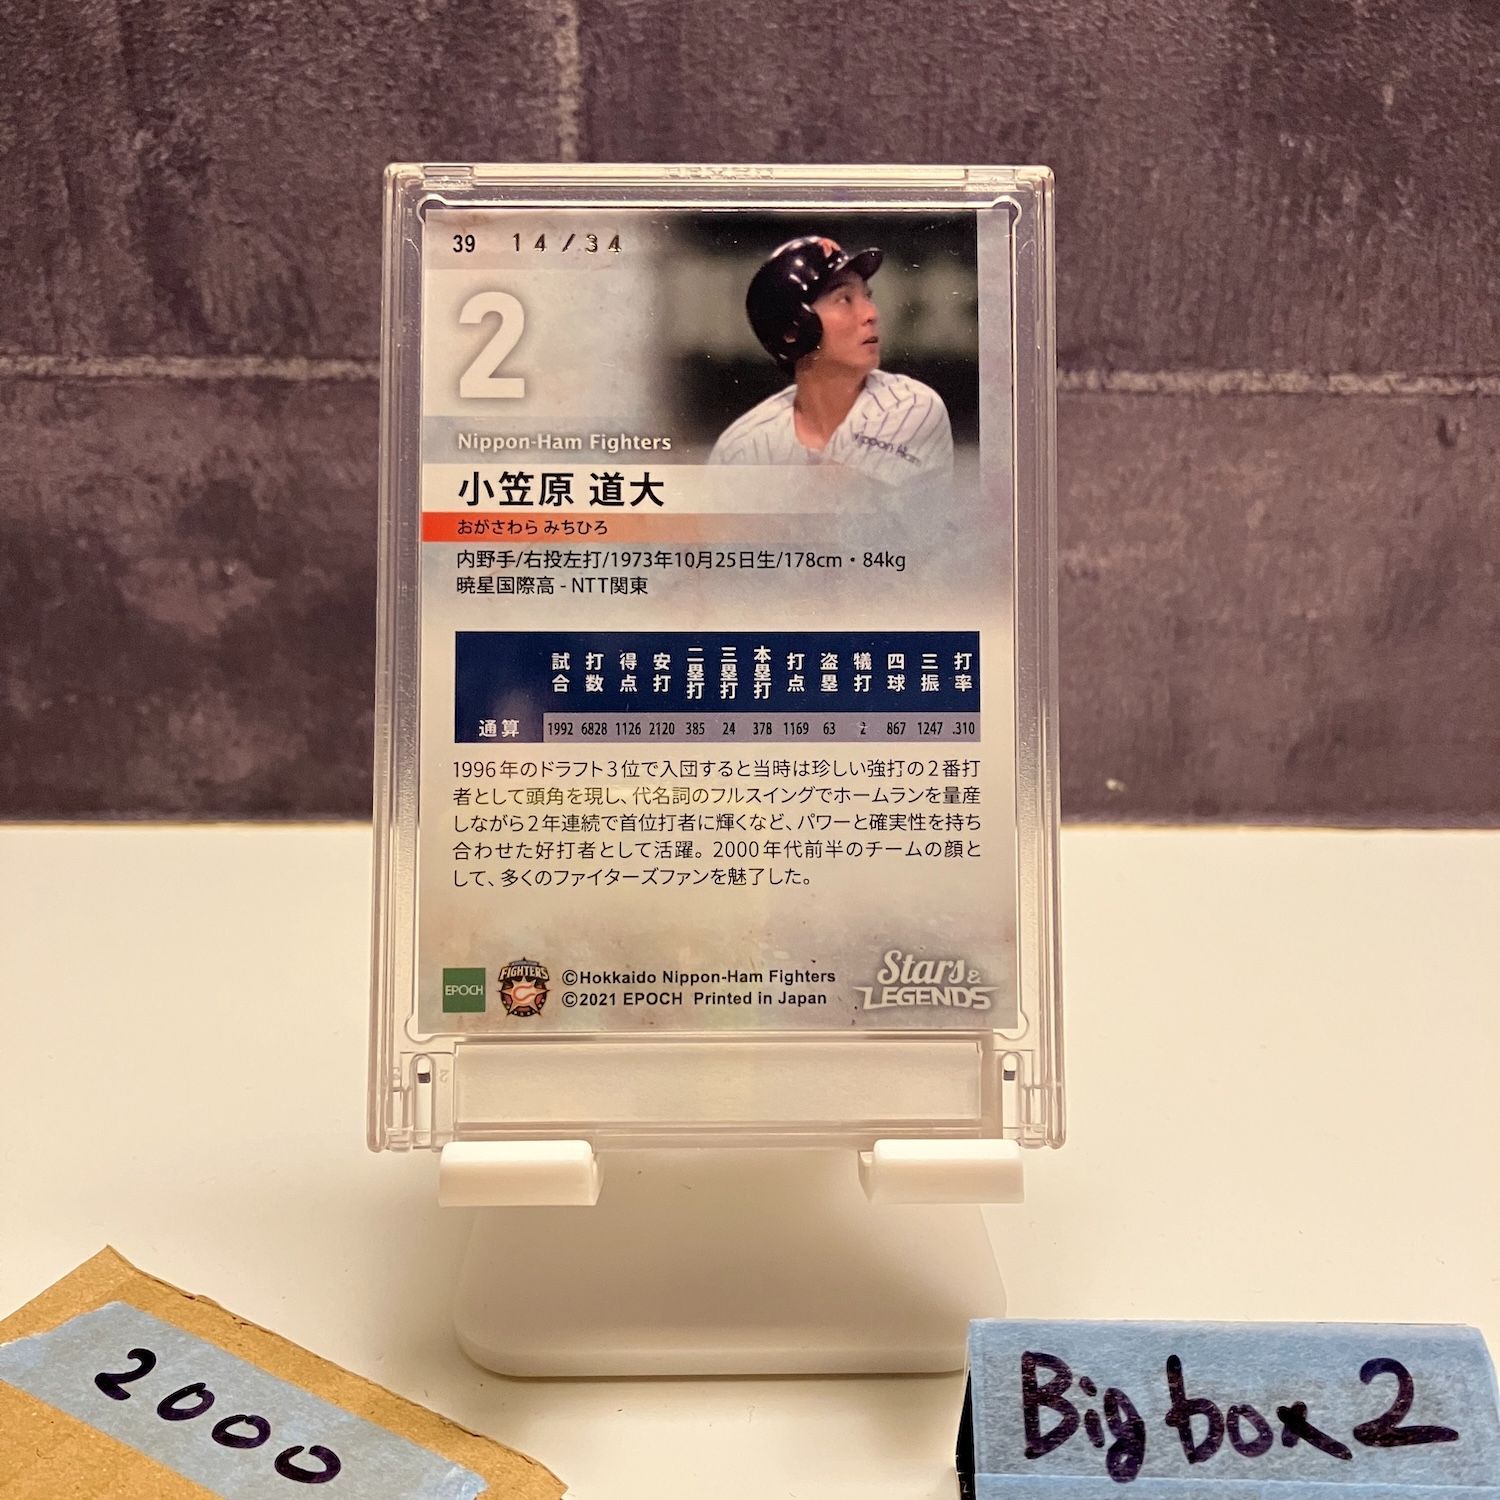 39 14/34
2
Nippon-Ham Fighters
小笠原 道大
おがさわら みちひろ
内野手/右投左打/1973年10月25日生/178cm・84kg
暁星国際高 - NTT関東
試合 打数 得点 安打 二塁打 三塁打 本塁打 打点 盗塁 犠打 四球 三振 打率
通算 1992 6828 1126 2120 385 24 378 1169 63 2 867 1247 .310
1996年のドラフト3位で入団すると当時は珍しい強打の2番打
者として頭角を現し、代名詞のフルスイングでホームランを量産
しながら2年連続で首位打者に輝くなど、パワーと確実性を持ち
合わせた好打者として活躍。2000年代前半のチームの顔と
して、多くのファイターズファンを魅了した。
EPOCH
FIGHTERS
©Hokkaido Nippon-Ham Fighters
©2021 EPOCH Printed in Japan
Stars &
LEGENDS
2000
Big box 2
Nippon Ham